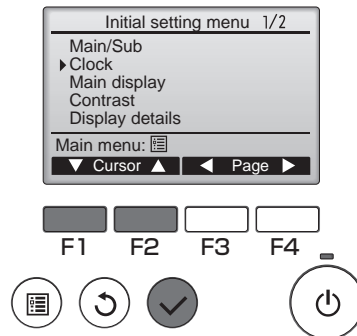 Initial setting menu 1/2
Main/Sub
Clock
Main display
Contrast
Display details
Main menu:
Cursor Page
F1 F2 F3 F4